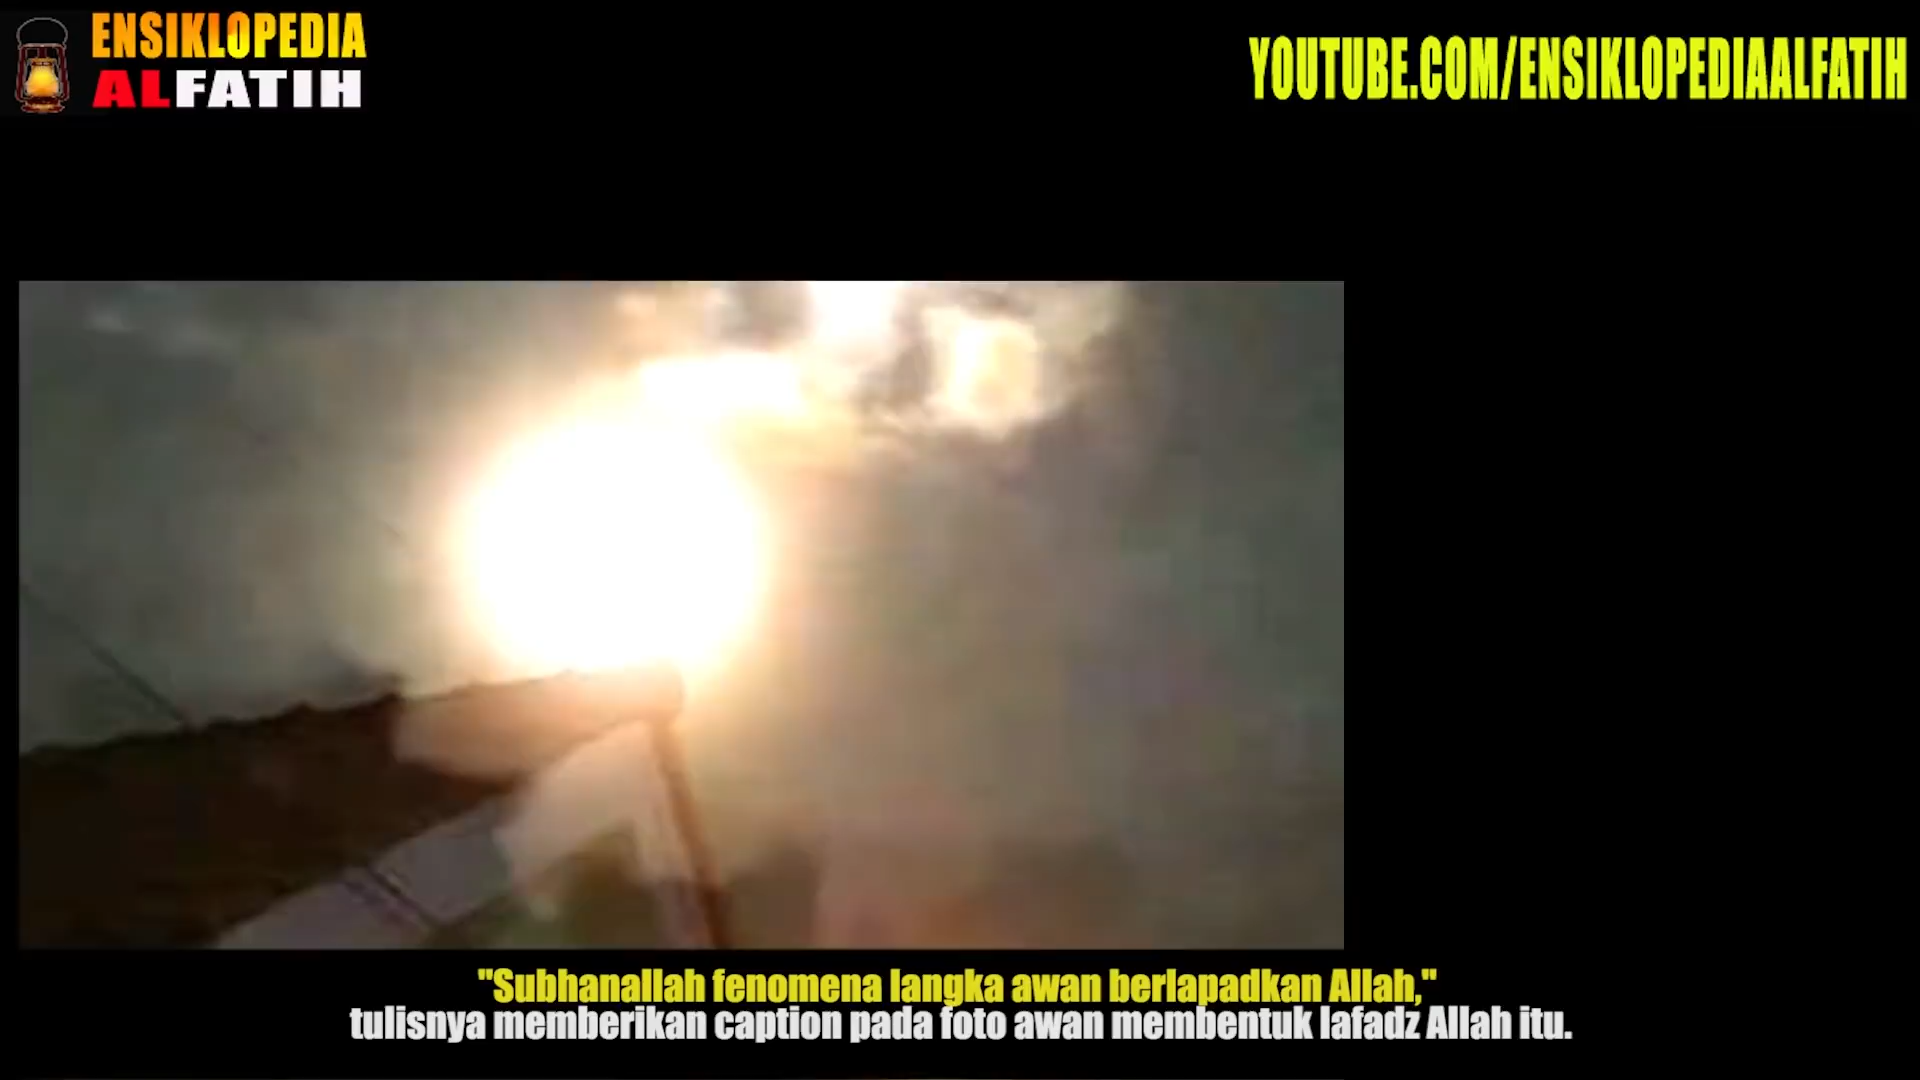 ENSIKLOPEDIA
ALFATIH
YOUTUBE.COM/ENSIKLOPEDIAALFATIH
"Subhanallah fenomena langka awan berlapadkan Allah,"
tulisnya memberikan caption pada foto awan membentuk lafadz Allah itu.